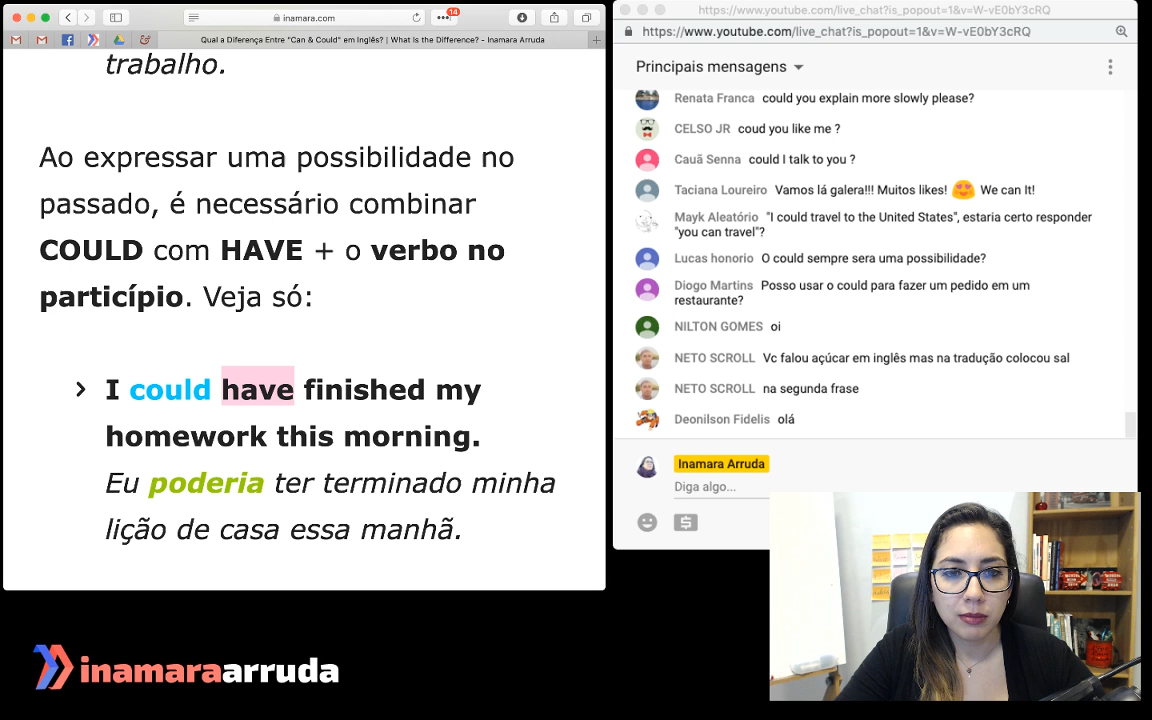 inamara.com
14
Qual a Diferença Entre "Can & Could" em Inglês? | What Is the Difference? - Inamara Arruda
trabalho.
Ao expressar uma possibilidade no
passado, é necessário combinar
COULD com HAVE + o verbo no
particípio. Veja só:
I could have finished my
homework this morning.
Eu poderia ter terminado minha
lição de casa essa manhã.
inamaraarruda
https://www.youtube.com/live_chat?is_popout=1&v=W-vE0bY3cRQ
https://www.youtube.com/live_chat?is_popout=1&v=W-vE0bY3cRQ
Principais mensagens
Renata Franca could you explain more slowly please?
CELSO JR coud you like me ?
Cauã Senna could I talk to you ?
Taciana Loureiro Vamos lá galera!!! Muitos likes! 😍 We can It!
Mayk Aleatório "I could travel to the United States", estaria certo responder
"you can travel"?
Lucas honorio O could sempre sera uma possibilidade?
Diogo Martins Posso usar o could para fazer um pedido em um
restaurante?
NILTON GOMES oi
NETO SCROLL Vc falou açúcar em inglês mas na tradução colocou sal
NETO SCROLL na segunda frase
Deonilson Fidelis olá
Inamara Arruda
Diga algo...